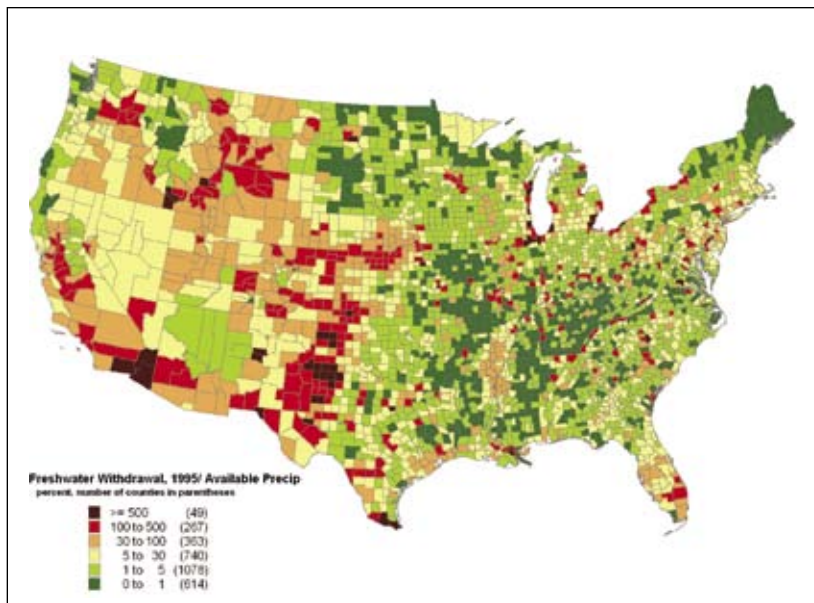 Freshwater Withdrawal, 1995/ Available Precip
percent, number of counties in parentheses
>= 500 (49)
100 to 500 (267)
30 to 100 (363)
5 to 30 (740)
1 to 5 (1078)
0 to 1 (614)